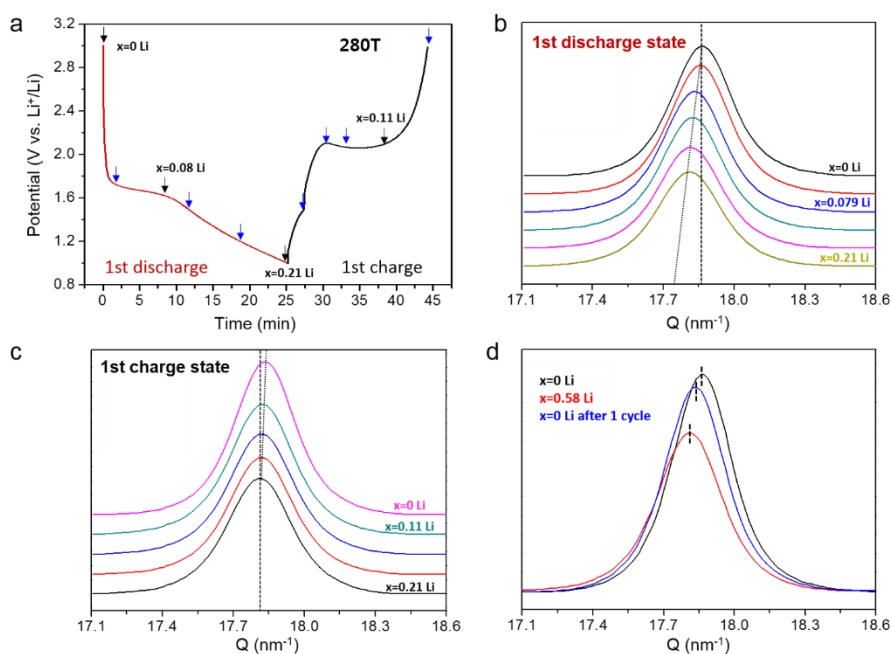 a
280T
x=0 Li
x=0.11 Li
x=0.08 Li
x=0.21 Li
1st discharge
1st charge
Potential (V vs. Li⁺/Li)
3.2
2.8
2.4
2.0
1.6
1.2
0.8
0 5 10 15 20 25 30 35 40 45
Time (min)
b
1st discharge state
x=0 Li
x=0.079 Li
x=0.21 Li
17.1 17.4 17.8 18.0 18.3 18.6
Q (nm⁻¹)
c
1st charge state
x=0 Li
x=0.11 Li
x=0.21 Li
17.1 17.4 17.8 18.0 18.3 18.6
Q (nm⁻¹)
d
x=0 Li
x=0.58 Li
x=0 Li after 1 cycle
17.1 17.4 17.8 18.0 18.3 18.6
Q (nm⁻¹)